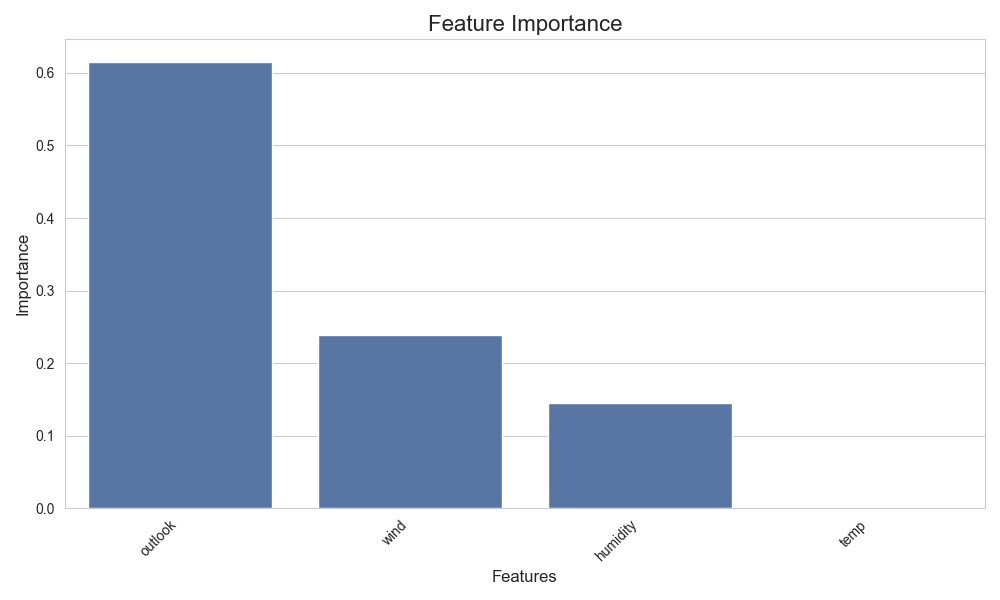 Feature Importance
0.6
0.5
0.4
0.3
0.2
0.1
0.0
Importance
outlook
wind
humidity
temp
Features